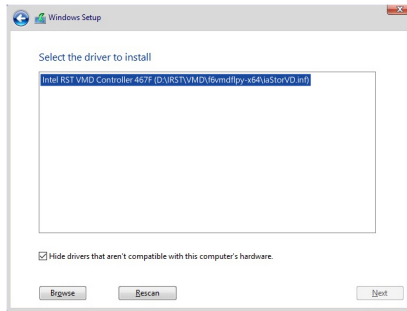 Windows Setup
Select the driver to install
Intel RST VMD Controller 467F (D:\IRST\VMD\f6vmdflpy-x64\iaStorVD.inf)
Hide drivers that aren't compatible with this computer's hardware.
Browse
Rescan
Next